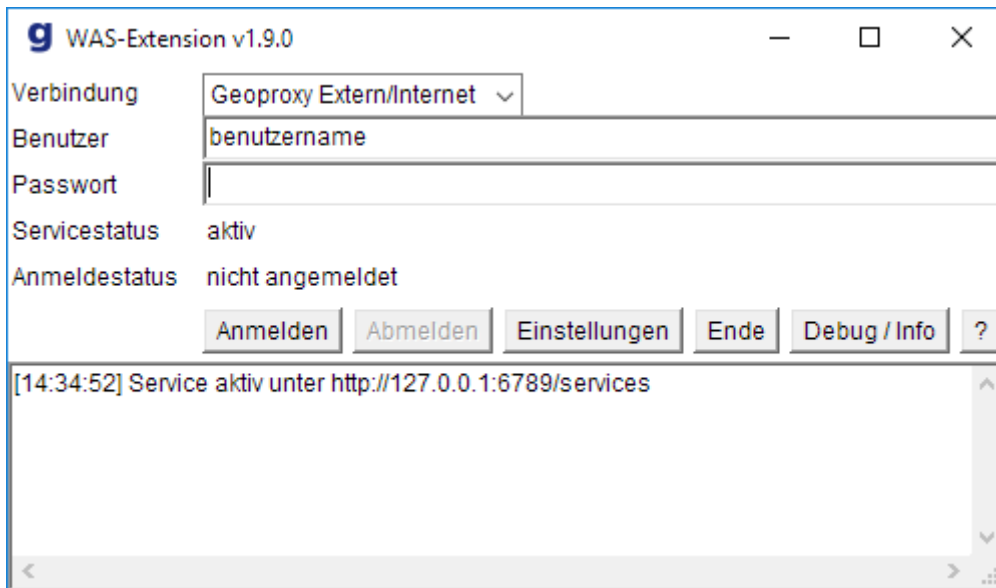 g WAS-Extension v1.9.0
Verbindung Geoproxy Extern/Internet
Benutzer benutzername
Passwort
Servicestatus aktiv
Anmeldestatus nicht angemeldet
Anmelden Abmelden Einstellungen Ende Debug / Info ?
[14:34:52] Service aktiv unter http://127.0.0.1:6789/services